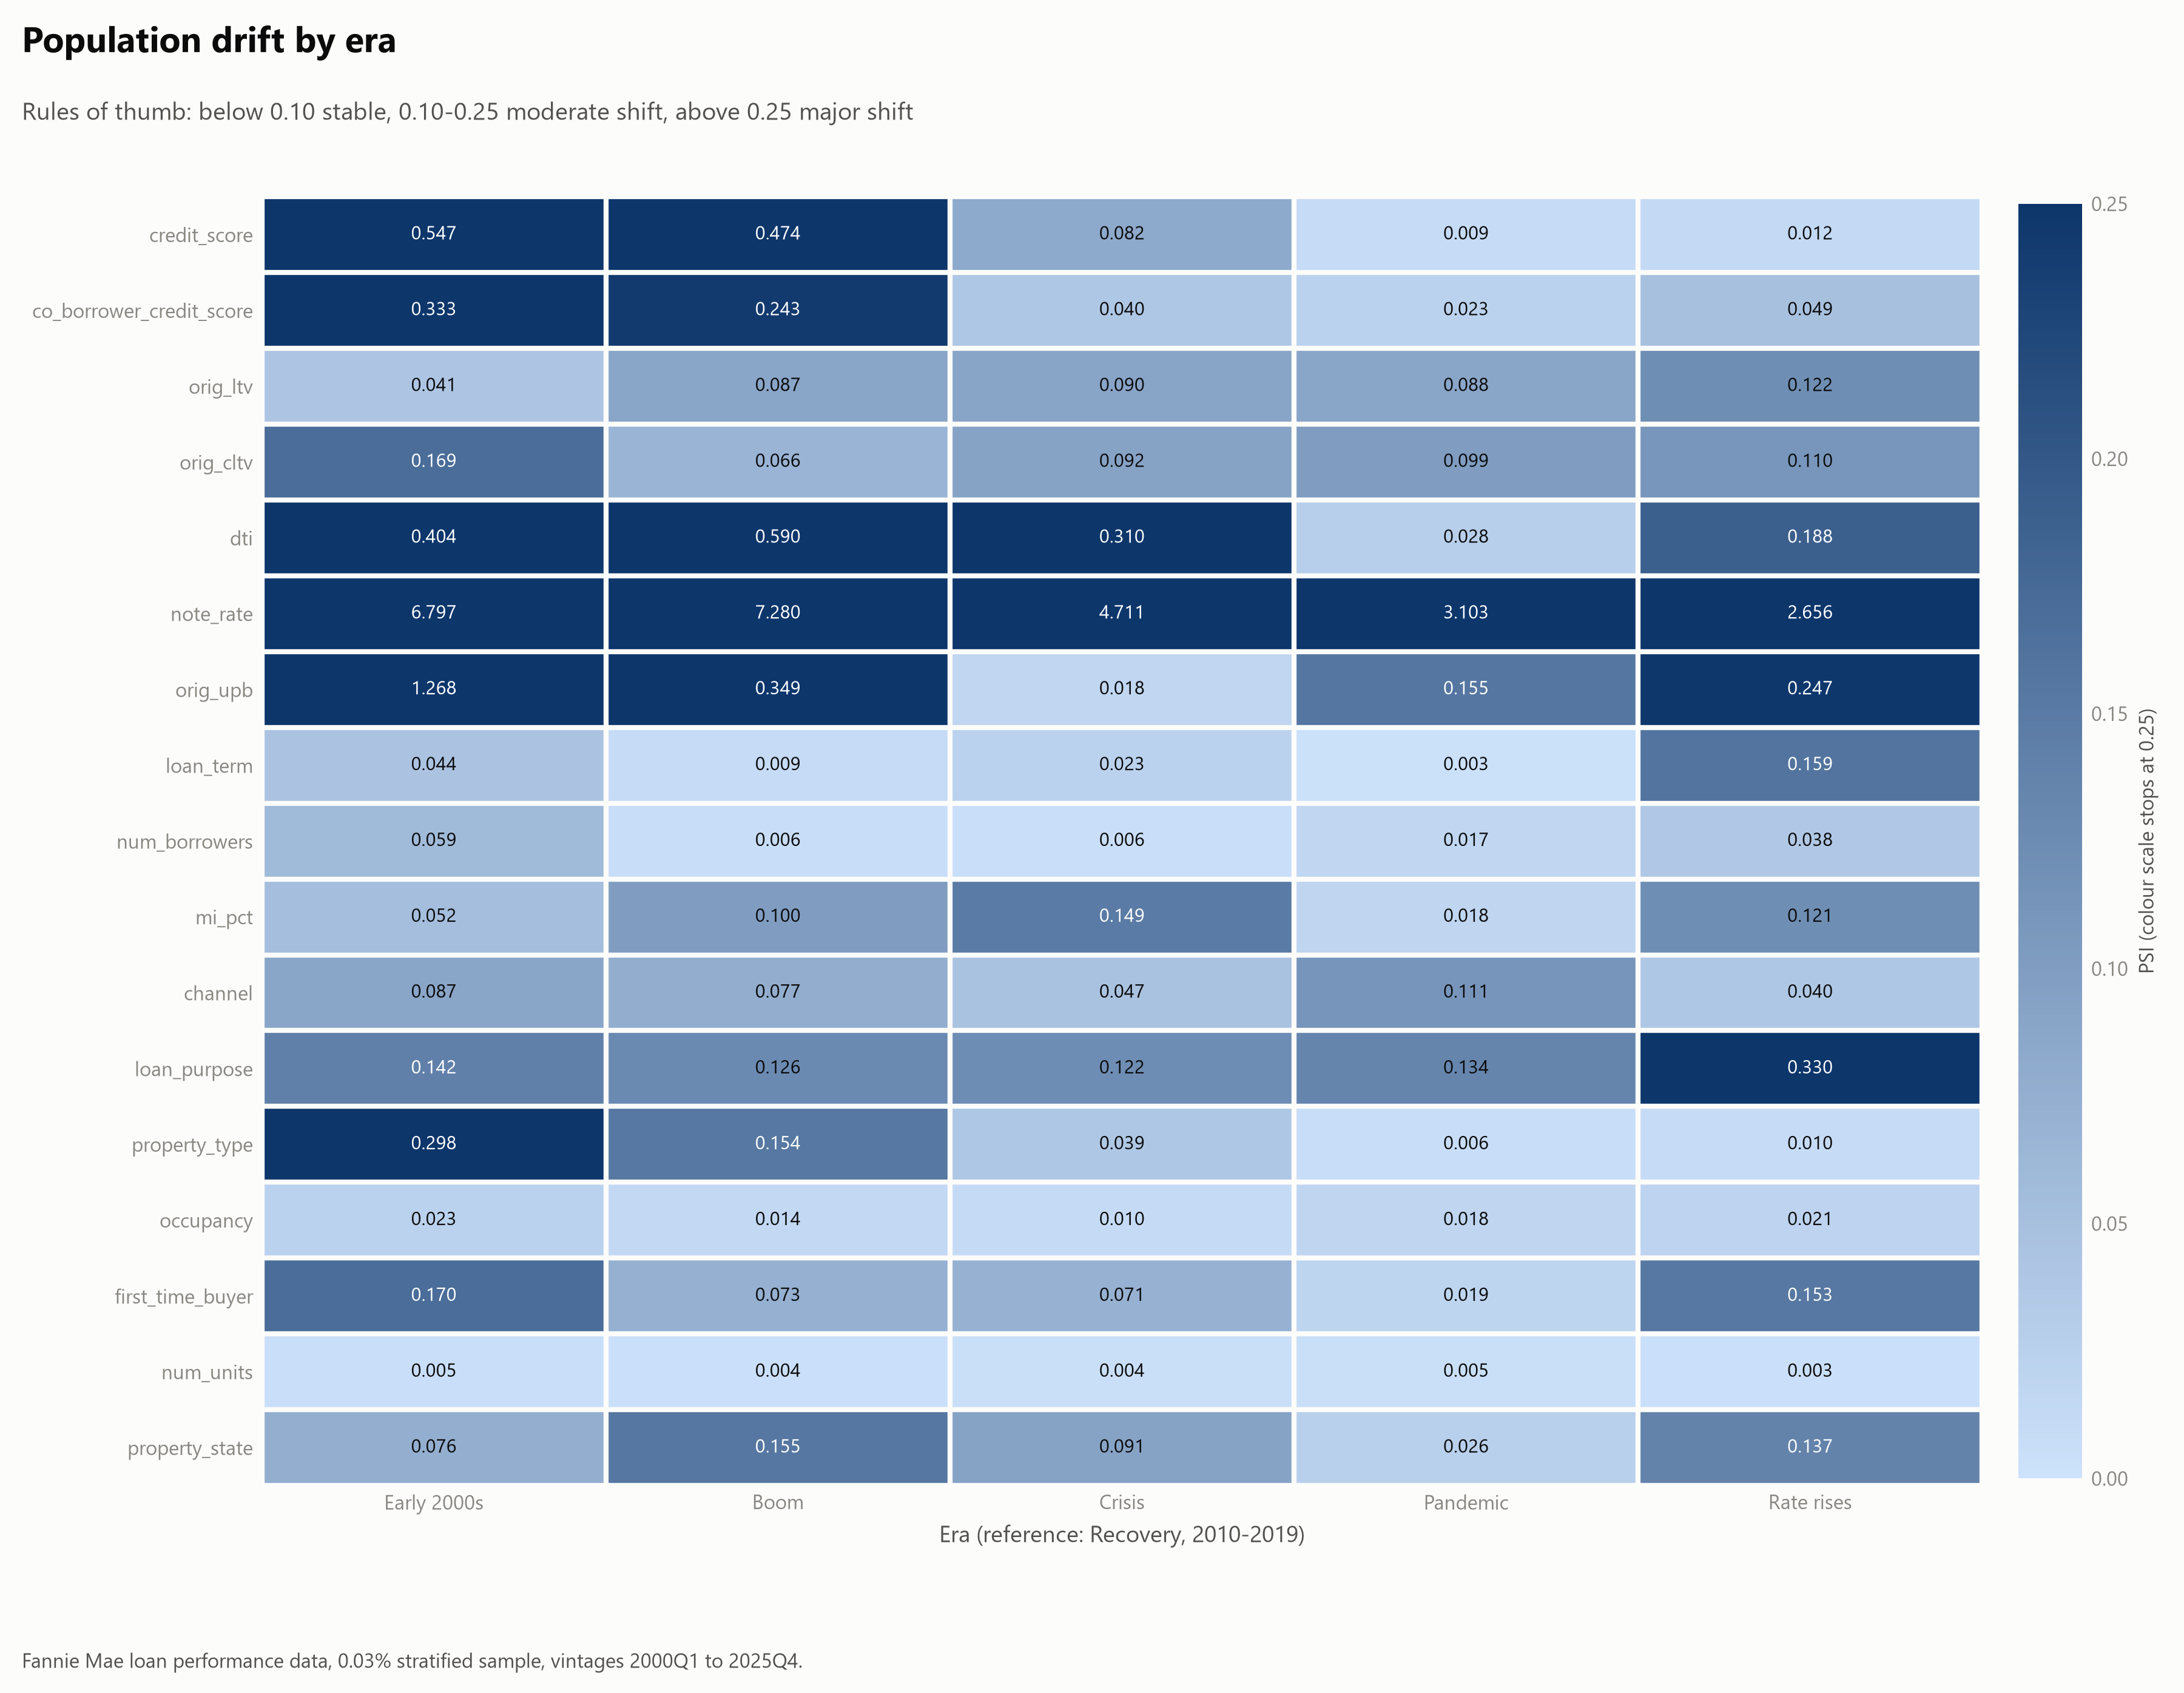 Population drift by era
Rules of thumb: below 0.10 stable, 0.10-0.25 moderate shift, above 0.25 major shift
credit_score 0.547 0.474 0.082 0.009 0.012
co_borrower_credit_score 0.333 0.243 0.040 0.023 0.049
orig_ltv 0.041 0.087 0.090 0.088 0.122
orig_cltv 0.169 0.066 0.092 0.099 0.110
dti 0.404 0.590 0.310 0.028 0.188
note_rate 6.797 7.280 4.711 3.103 2.656
orig_upb 1.268 0.349 0.018 0.155 0.247
loan_term 0.044 0.009 0.023 0.003 0.159
num_borrowers 0.059 0.006 0.006 0.017 0.038
mi_pct 0.052 0.100 0.149 0.018 0.121
channel 0.087 0.077 0.047 0.111 0.040
loan_purpose 0.142 0.126 0.122 0.134 0.330
property_type 0.298 0.154 0.039 0.006 0.010
occupancy 0.023 0.014 0.010 0.018 0.021
first_time_buyer 0.170 0.073 0.071 0.019 0.153
num_units 0.005 0.004 0.004 0.005 0.003
property_state 0.076 0.155 0.091 0.026 0.137
Early 2000s Boom Crisis Pandemic Rate rises
Era (reference: Recovery, 2010-2019)
0.25
0.20
0.15
0.10
0.05
0.00
PSI (colour scale stops at 0.25)
Fannie Mae loan performance data, 0.03% stratified sample, vintages 2000Q1 to 2025Q4.